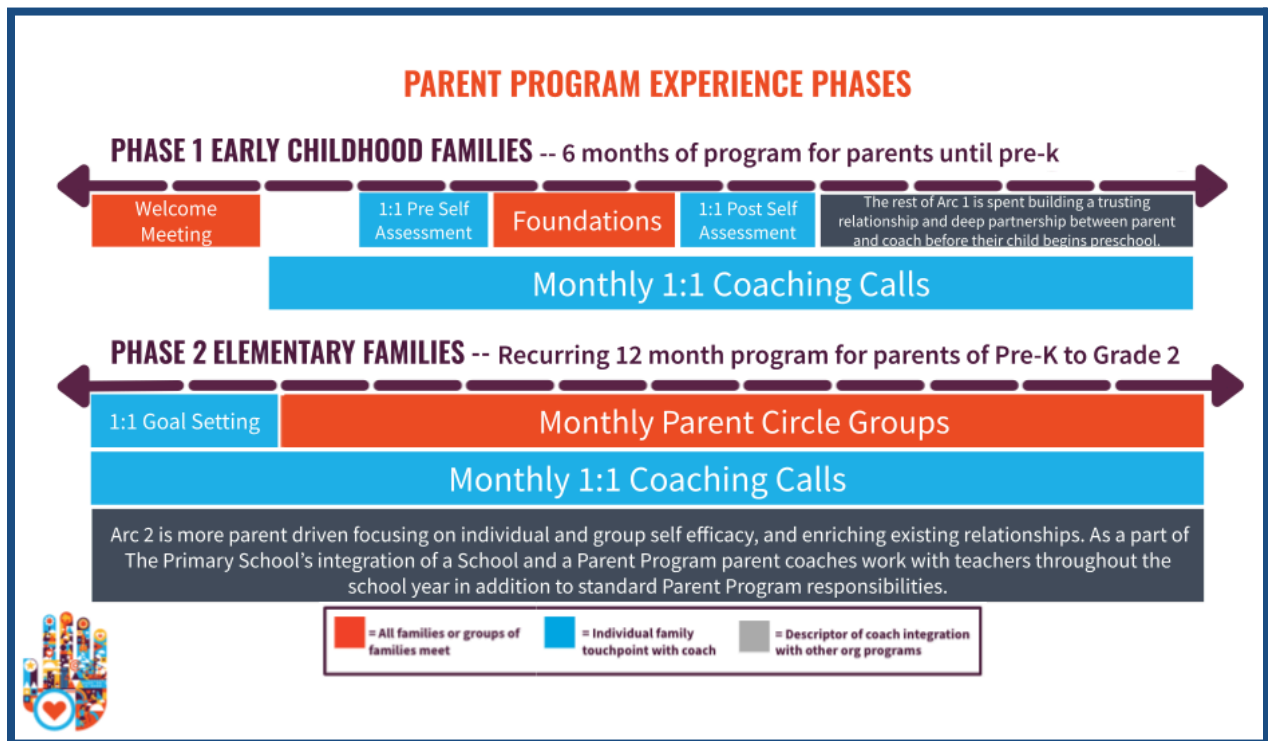 PARENT PROGRAM EXPERIENCE PHASES
PHASE 1 EARLY CHILDHOOD FAMILIES -- 6 months of program for parents until pre-k
Welcome
Meeting
1:1 Pre Self
Assessment
Foundations
1:1 Post Self
Assessment
The rest of Arc 1 is spent building a trusting
relationship and deep partnership between parent
and coach before their child begins preschool.
Monthly 1:1 Coaching Calls
PHASE 2 ELEMENTARY FAMILIES -- Recurring 12 month program for parents of Pre-K to Grade 2
1:1 Goal Setting
Monthly Parent Circle Groups
Monthly 1:1 Coaching Calls
Arc 2 is more parent driven focusing on individual and group self efficacy, and enriching existing relationships. As a part of
The Primary School’s integration of a School and a Parent Program parent coaches work with teachers throughout the
school year in addition to standard Parent Program responsibilities.
= All families or groups of
families meet
= Individual family
touchpoint with coach
= Descriptor of coach integration
with other org programs